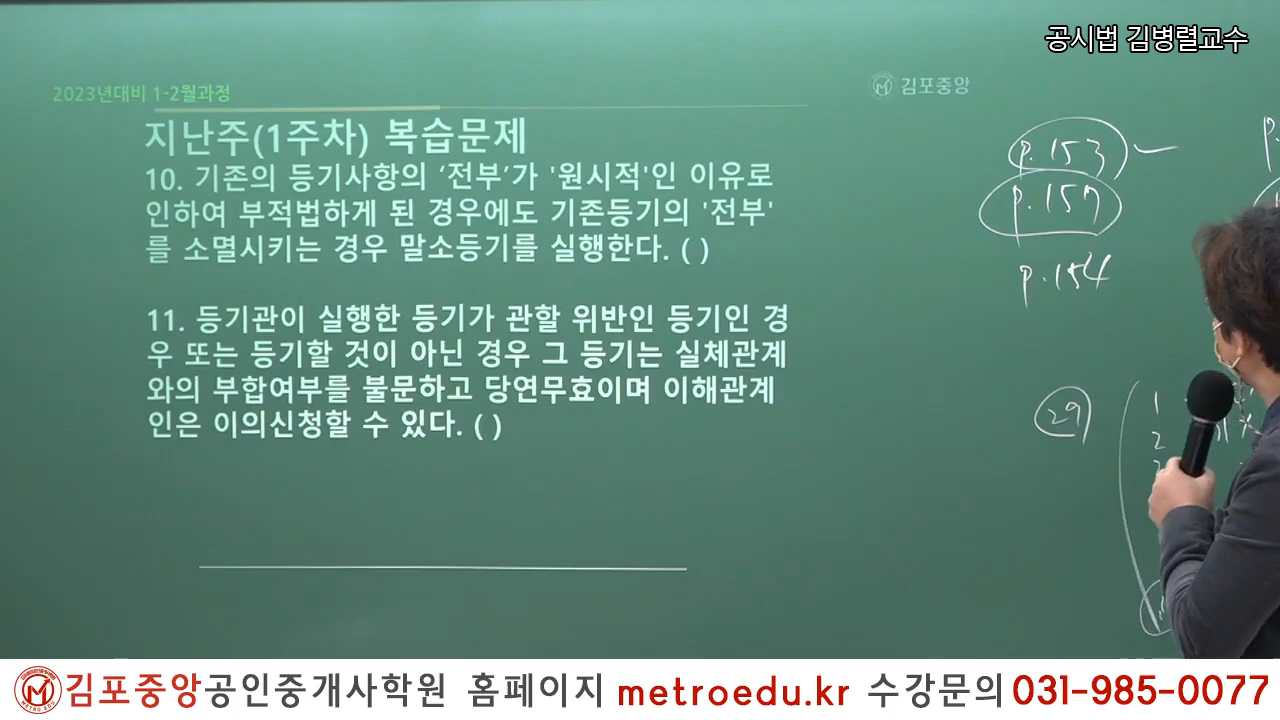 공시법 김병렬교수
2023년대비 1-2월과정
김포중앙
지난주(1주차) 복습문제
10. 기존의 등기사항의 ‘전부’가 '원시적'인 이유로
인하여 부적법하게 된 경우에도 기존등기의 '전부'
를 소멸시키는 경우 말소등기를 실행한다. ( )
11. 등기관이 실행한 등기가 관할 위반인 등기인 경
우 또는 등기할 것이 아닌 경우 그 등기는 실체관계
와의 부합여부를 불문하고 당연무효이며 이해관계
인은 이의신청할 수 있다. ( )
p.153
p.157
p.154
29
1
2
김포중앙공인중개사학원 홈페이지 metroedu.kr 수강문의 031-985-0077
METRO EDU